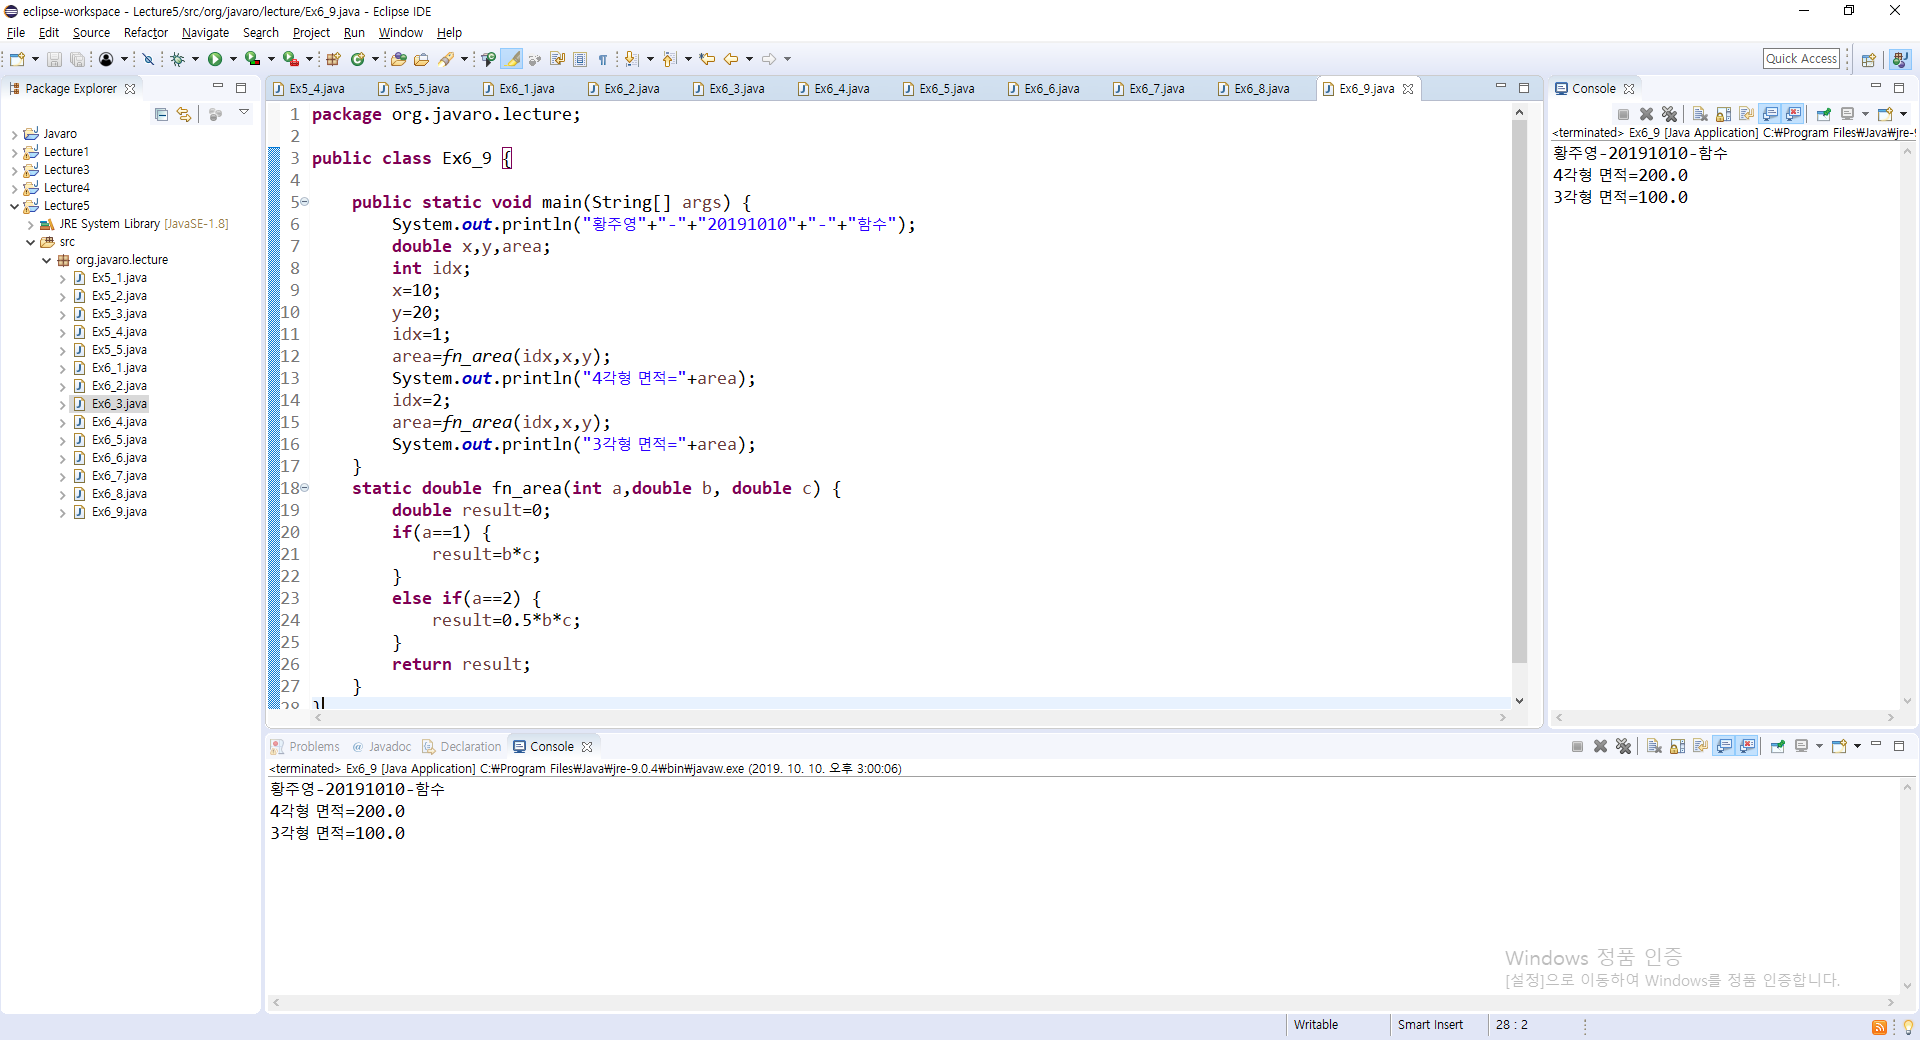 eclipse-workspace - Lecture5/src/org/javaro/lecture/Ex6_9.java - Eclipse IDE
File Edit Source Refactor Navigate Search Project Run Window Help
Quick Access
Package Explorer
Javaro
Lecture1
Lecture3
Lecture4
Lecture5
JRE System Library [JavaSE-1.8]
src
org.javaro.lecture
Ex5_1.java
Ex5_2.java
Ex5_3.java
Ex5_4.java
Ex5_5.java
Ex6_1.java
Ex6_2.java
Ex6_3.java
Ex6_4.java
Ex6_5.java
Ex6_6.java
Ex6_7.java
Ex6_8.java
Ex6_9.java
Ex5_4.java Ex5_5.java Ex6_1.java Ex6_2.java Ex6_3.java Ex6_4.java Ex6_5.java Ex6_6.java Ex6_7.java Ex6_8.java Ex6_9.java
1 package org.javaro.lecture;
2
3 public class Ex6_9 {
4
5 public static void main(String[] args) {
6 System.out.println("황주영"+"-"+"20191010"+"-"+"함수");
7 double x,y,area;
8 int idx;
9 x=10;
10 y=20;
11 idx=1;
12 area=fn_area(idx,x,y);
13 System.out.println("4각형 면적="+area);
14 idx=2;
15 area=fn_area(idx,x,y);
16 System.out.println("3각형 면적="+area);
17 }
18 static double fn_area(int a,double b, double c) {
19 double result=0;
20 if(a==1) {
21 result=b*c;
22 }
23 else if(a==2) {
24 result=0.5*b*c;
25 }
26 return result;
27 }
28 }
Console
<terminated> Ex6_9 [Java Application] C:₩Program Files₩Java₩jre-9
황주영-20191010-함수
4각형 면적=200.0
3각형 면적=100.0
Problems Javadoc Declaration Console
<terminated> Ex6_9 [Java Application] C:₩Program Files₩Java₩jre-9.0.4₩bin₩javaw.exe (2019. 10. 10. 오후 3:00:06)
황주영-20191010-함수
4각형 면적=200.0
3각형 면적=100.0
Windows 정품 인증
[설정]으로 이동하여 Windows를 정품 인증합니다.
Writable Smart Insert 28 : 2